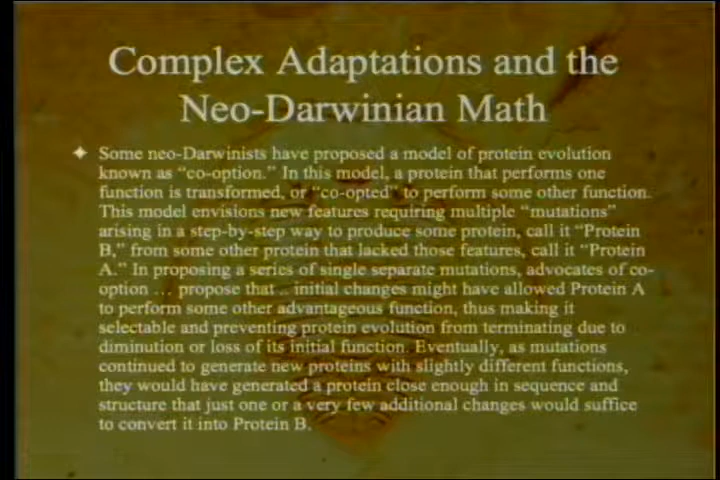 Complex Adaptations and the
Neo-Darwinian Math
Some neo-Darwinists have proposed a model of protein evolution
known as “co-option.” In this model, a protein that performs one
function is transformed, or “co-opted” to perform some other function.
This model envisions new features requiring multiple “mutations”
arising in a step-by-step way to produce some protein, call it “Protein
B,” from some other protein that lacked those features, call it “Protein
A.” In proposing a series of single separate mutations, advocates of co-
option … propose that .. initial changes might have allowed Protein A
to perform some other advantageous function, thus making it
selectable and preventing protein evolution from terminating due to
diminution or loss of its initial function. Eventually, as mutations
continued to generate new proteins with slightly different functions,
they would have generated a protein close enough in sequence and
structure that just one or a very few additional changes would suffice
to convert it into Protein B.